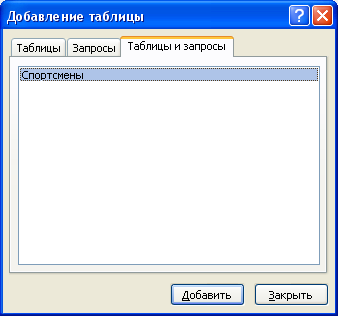 Добавление таблицы
Таблицы Запросы Таблицы и запросы
Спортсмены
Добавить Закрыть